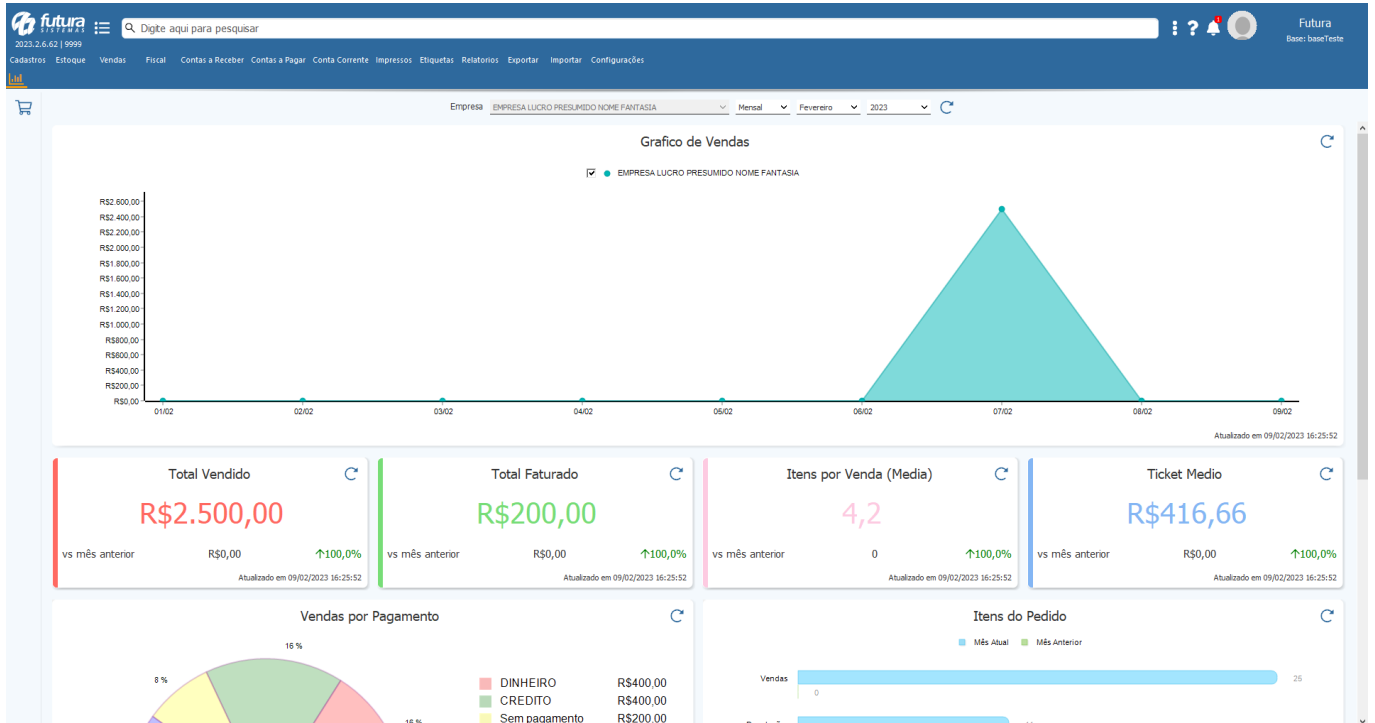 futura
SISTEMAS
Digite aqui para pesquisar
1
Futura
2023.2.6.62 | 9999
Base: baseTeste
Cadastros Estoque Vendas Fiscal Contas a Receber Contas a Pagar Conta Corrente Impressos Etiquetas Relatorios Exportar Importar Configurações
Empresa EMPRESA LUCRO PRESUMIDO NOME FANTASIA Mensal Fevereiro 2023
Grafico de Vendas
EMPRESA LUCRO PRESUMIDO NOME FANTASIA
R$2.600,00
R$2.400,00
R$2.200,00
R$2.000,00
R$1.800,00
R$1.600,00
R$1.400,00
R$1.200,00
R$1.000,00
R$800,00
R$600,00
R$400,00
R$200,00
R$0,00
01/02 02/02 03/02 04/02 05/02 06/02 07/02 08/02 09/02
Atualizado em 09/02/2023 16:25:52
Total Vendido
R$2.500,00
vs mês anterior R$0,00 ↑100,0%
Atualizado em 09/02/2023 16:25:52
Total Faturado
R$200,00
vs mês anterior R$0,00 ↑100,0%
Atualizado em 09/02/2023 16:25:52
Itens por Venda (Media)
4,2
vs mês anterior 0 ↑100,0%
Atualizado em 09/02/2023 16:25:52
Ticket Medio
R$416,66
vs mês anterior R$0,00 ↑100,0%
Atualizado em 09/02/2023 16:25:52
Vendas por Pagamento
16 %
8 %
DINHEIRO R$400,00
CREDITO R$400,00
Sem pagamento R$200,00
Itens do Pedido
Mês Atual Mês Anterior
Vendas 25
0